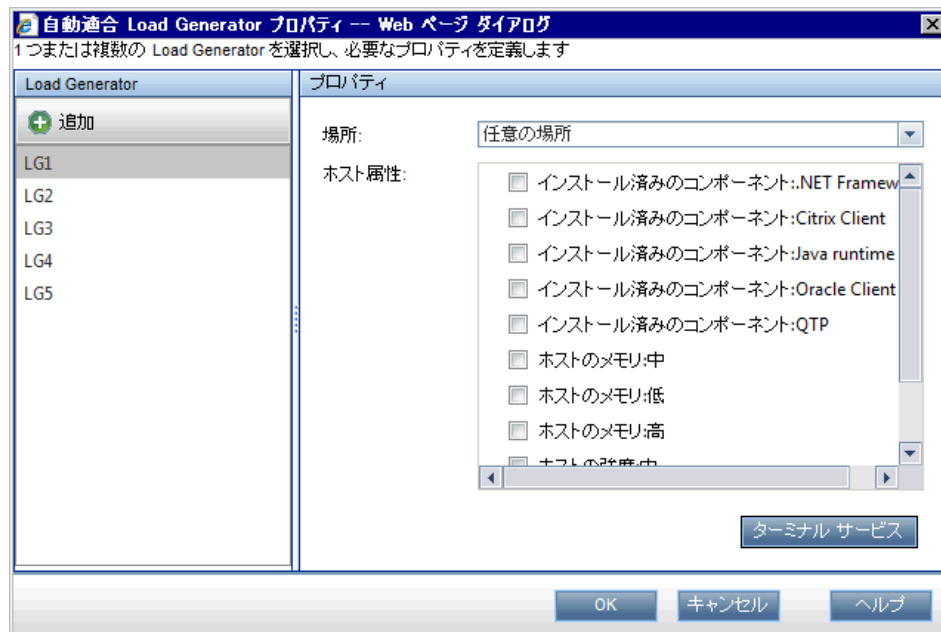 自動適合 Load Generator プロパティ -- Web ページ ダイアログ
1 つまたは複数の Load Generator を選択し、必要なプロパティを定義します
Load Generator
プロパティ
追加
LG1
LG2
LG3
LG4
LG5
場所:
任意の場所
ホスト属性:
インストール済みのコンポーネント:.NET Framew
インストール済みのコンポーネント:Citrix Client
インストール済みのコンポーネント:Java runtime
インストール済みのコンポーネント:Oracle Client
インストール済みのコンポーネント:QTP
ホストのメモリ:中
ホストのメモリ:低
ホストのメモリ:高
ホストの強度:中
ターミナル サービス
OK
キャンセル
ヘルプ